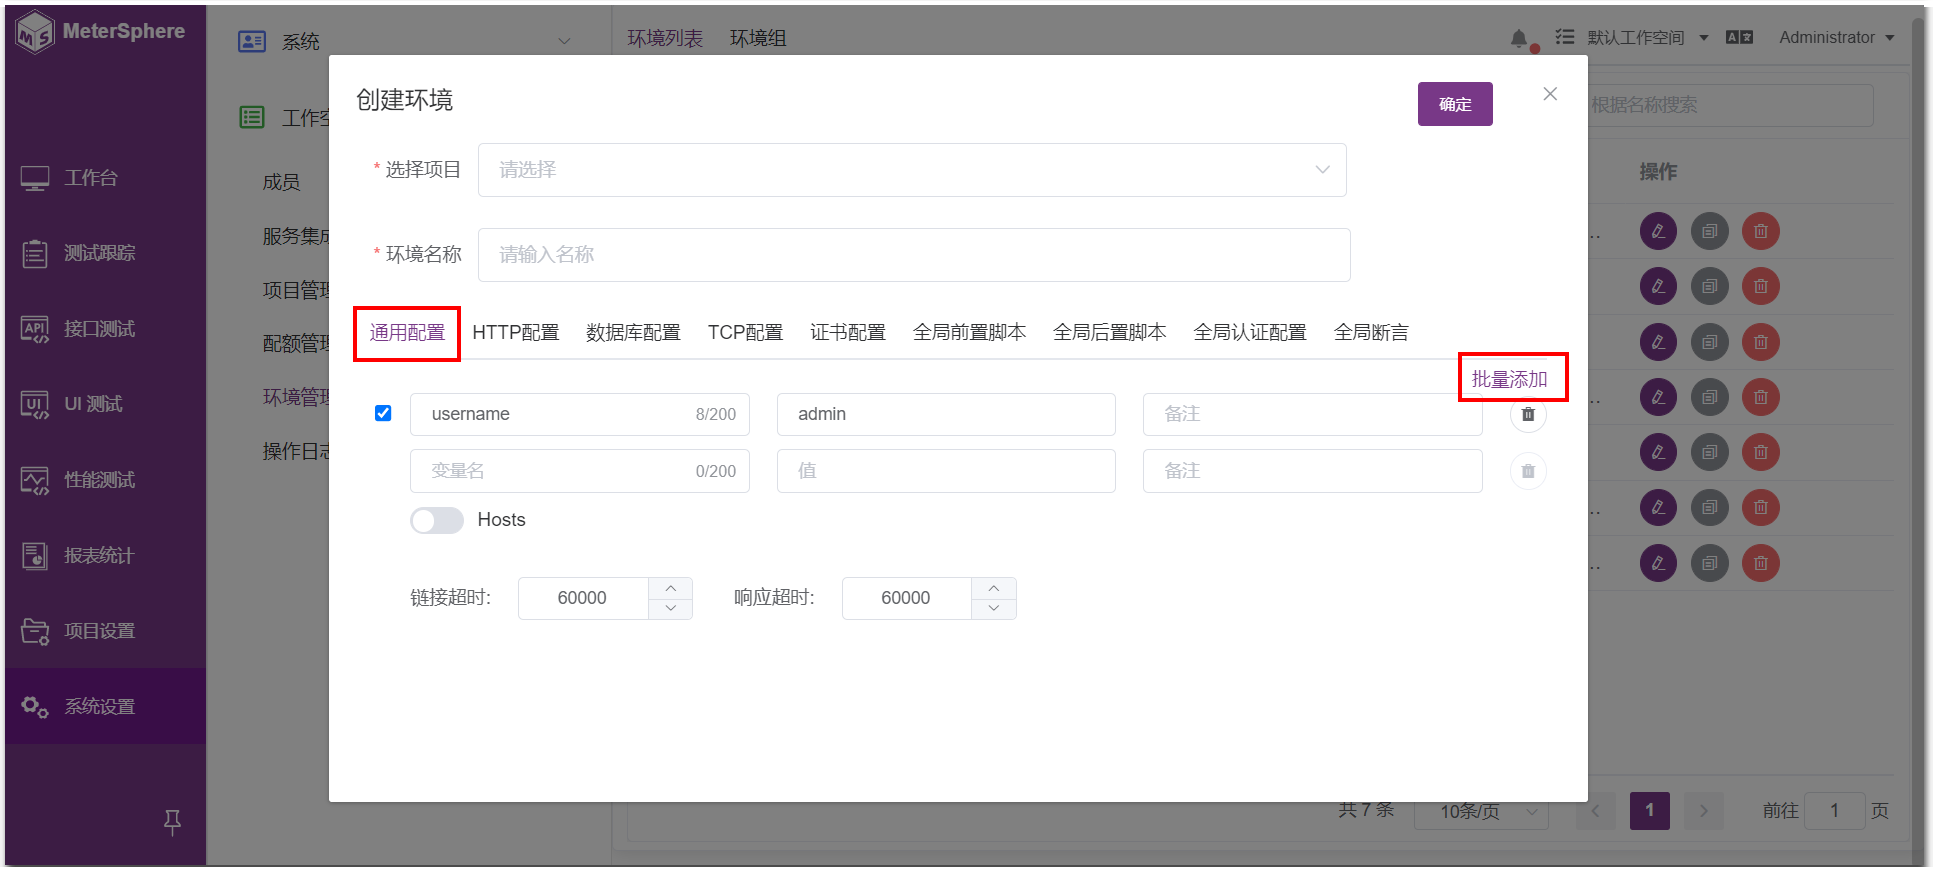 MeterSphere
工作台
测试跟踪
API 接口测试
UI UI 测试
性能测试
报表统计
项目设置
系统设置
系统
工作空
成员
服务集成
项目管理
配额管理
环境管理
操作日志
环境列表 环境组
默认工作空间 Administrator
根据名称搜索
操作
创建环境
确定
* 选择项目 请选择
* 环境名称 请输入名称
通用配置 HTTP配置 数据库配置 TCP配置 证书配置 全局前置脚本 全局后置脚本 全局认证配置 全局断言
批量添加
username 8/200 admin 备注
变量名 0/200 值 备注
Hosts
链接超时: 60000 响应超时: 60000
共 7 条 10条/页 1 前往 1 页